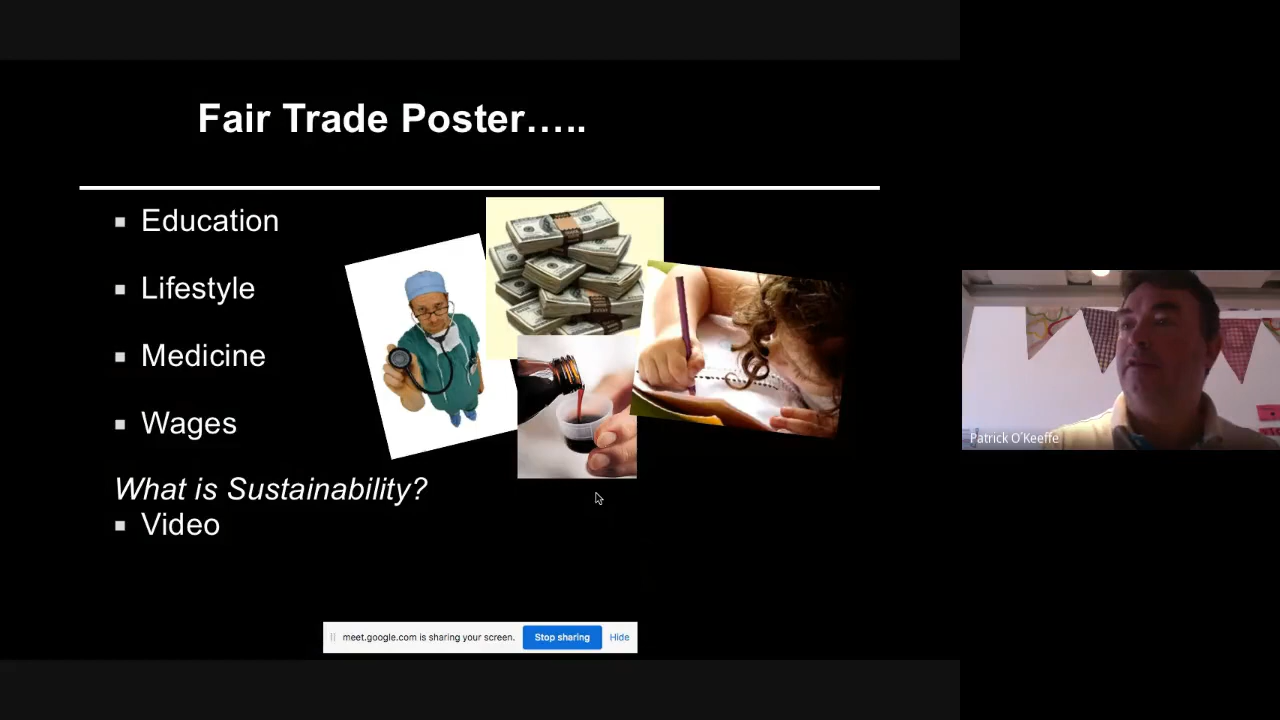 Fair Trade Poster…..
Education
Lifestyle
Medicine
Wages
What is Sustainability?
Video
Patrick O´Keeffe
meet.google.com is sharing your screen. Stop sharing Hide